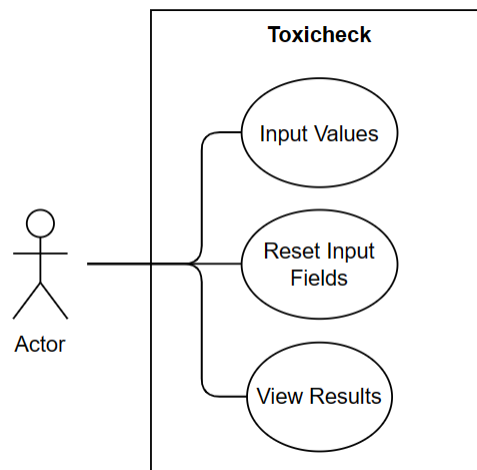 Toxicheck
Input Values
Reset Input
Fields
Actor
View Results